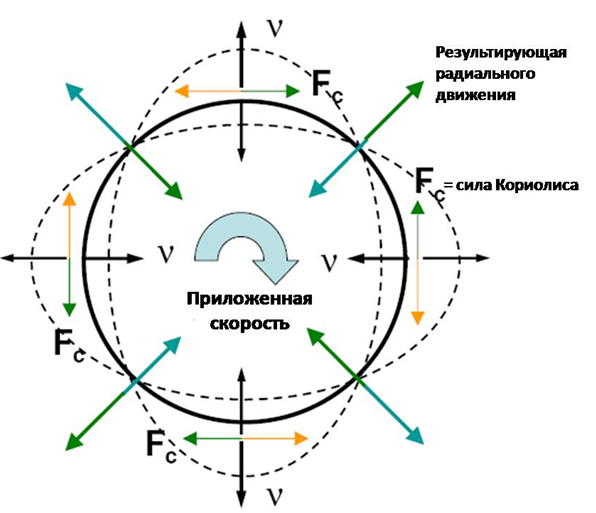 ν
Fc
Результирующая
радиального
движения
Fc = сила Кориолиса
ν
ν
Приложенная
скорость
Fc
Fc
ν